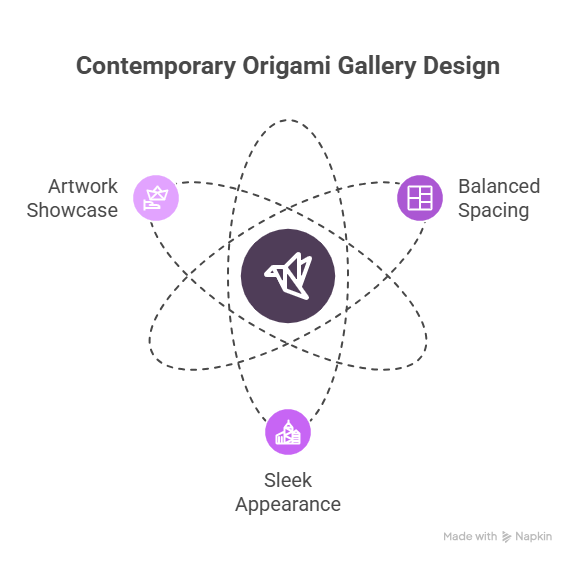 Contemporary Origami Gallery Design
Artwork
Showcase
Balanced
Spacing
Sleek
Appearance
Made with Napkin